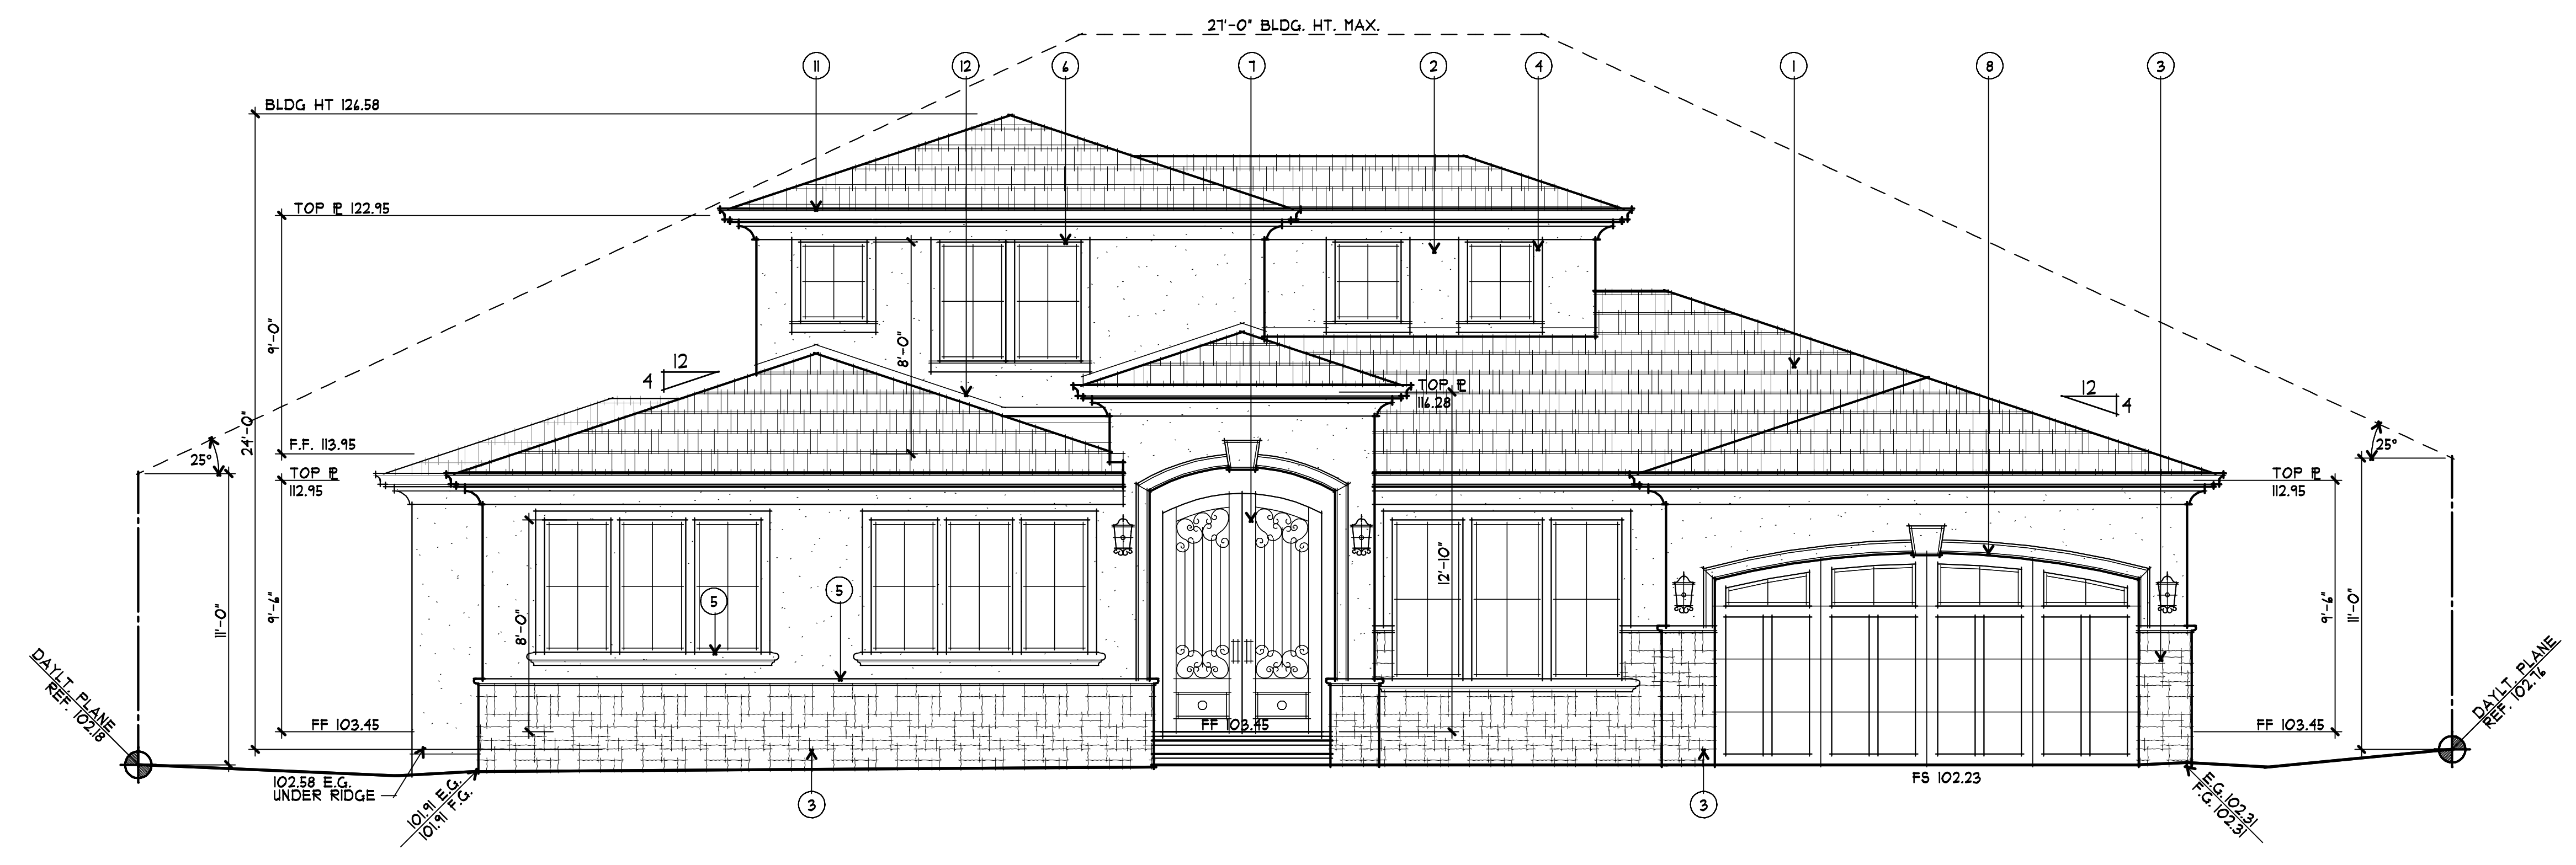 27'-0" BLDG. HT. MAX.
11
12
6
7
2
4
1
8
3
BLDG HT 126.58
TOP PL 122.95
9'-0"
8'-0"
12
4
TOP PL
116.28
12
4
24'-0"
F.F. 113.95
25°
25°
TOP PL
112.95
TOP PL
112.95
11'-0"
9'-6"
8'-0"
5
5
12'-10"
9'-6"
11'-0"
DAYLT. PLANE
REF. 102.18
FF 103.45
FF 103.45
FF 103.45
DAYLT. PLANE
REF. 102.76
102.58 E.G.
UNDER RIDGE
101.91 E.G.
101.91 F.G.
3
3
FS 102.23
E.G. 102.31
F.G. 102.31